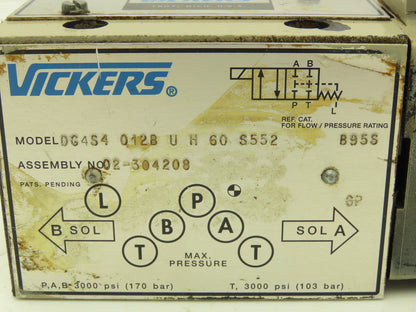 VICKERS®
A B
P T
L
REF. CAT.
FOR FLOW / PRESSURE RATING
MODEL DG4S4 012B U H 60 S552 B95S
ASSEMBLY NO. 02-304208
PATS. PENDING
L P
B SOL
T B A T
SOL A
MAX.
PRESSURE
P,A,B-3000 psi (170 bar)
T, 3000 psi (103 bar)